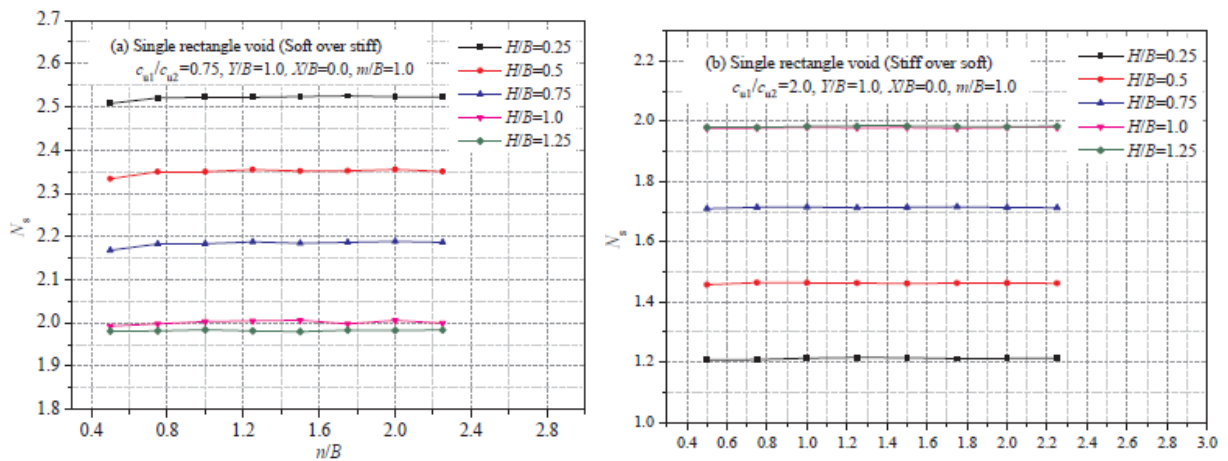 2.7
2.6
2.5
2.4
2.3
2.2
2.1
2.0
1.9
1.8
N_s
(a) Single rectangle void (Soft over stiff)
c_u1/c_u2=0.75, Y/B=1.0, X/B=0.0, m/B=1.0
H/B=0.25
H/B=0.5
H/B=0.75
H/B=1.0
H/B=1.25
0.4 0.8 1.2 1.6 2.0 2.4 2.8
n/B
2.2
2.0
1.8
1.6
1.4
1.2
1.0
N_s
(b) Single rectangle void (Stiff over soft)
c_u1/c_u2=2.0, Y/B=1.0, X/B=0.0, m/B=1.0
H/B=0.25
H/B=0.5
H/B=0.75
H/B=1.0
H/B=1.25
0.4 0.6 0.8 1.0 1.2 1.4 1.6 1.8 2.0 2.2 2.4 2.6 2.8 3.0